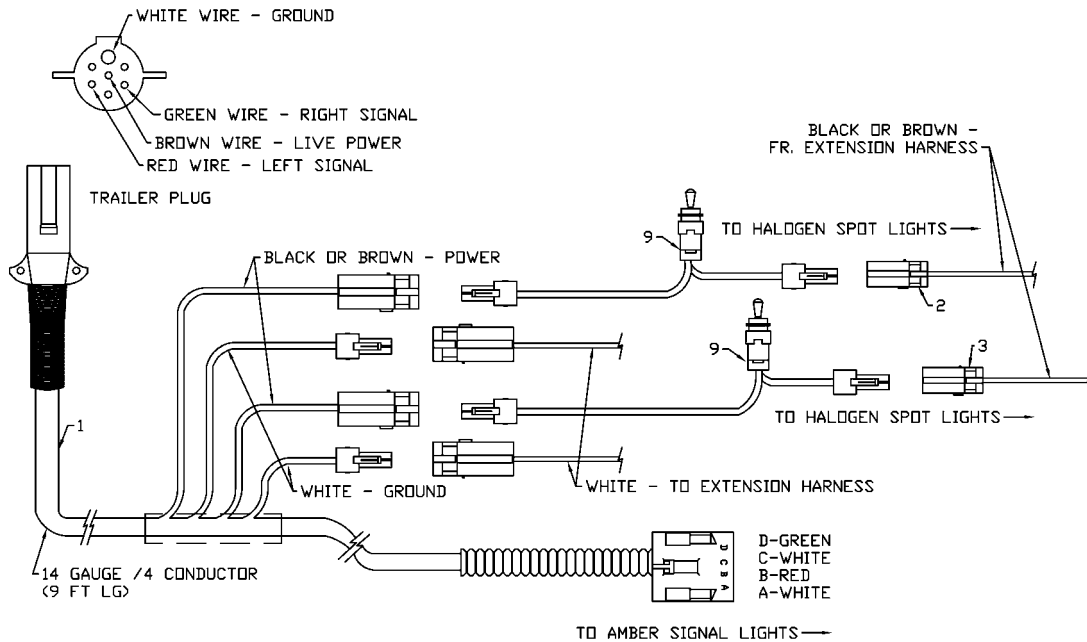 WHITE WIRE - GROUND
GREEN WIRE - RIGHT SIGNAL
BROWN WIRE - LIVE POWER
RED WIRE - LEFT SIGNAL
TRAILER PLUG
BLACK OR BROWN -
FR. EXTENSION HARNESS
9
TO HALOGEN SPOT LIGHTS
BLACK OR BROWN - POWER
2
9
3
TO HALOGEN SPOT LIGHTS
1
WHITE - GROUND
WHITE - TO EXTENSION HARNESS
14 GAUGE /4 CONDUCTOR
(9 FT LG)
D C B A
D-GREEN
C-WHITE
B-RED
A-WHITE
TO AMBER SIGNAL LIGHTS